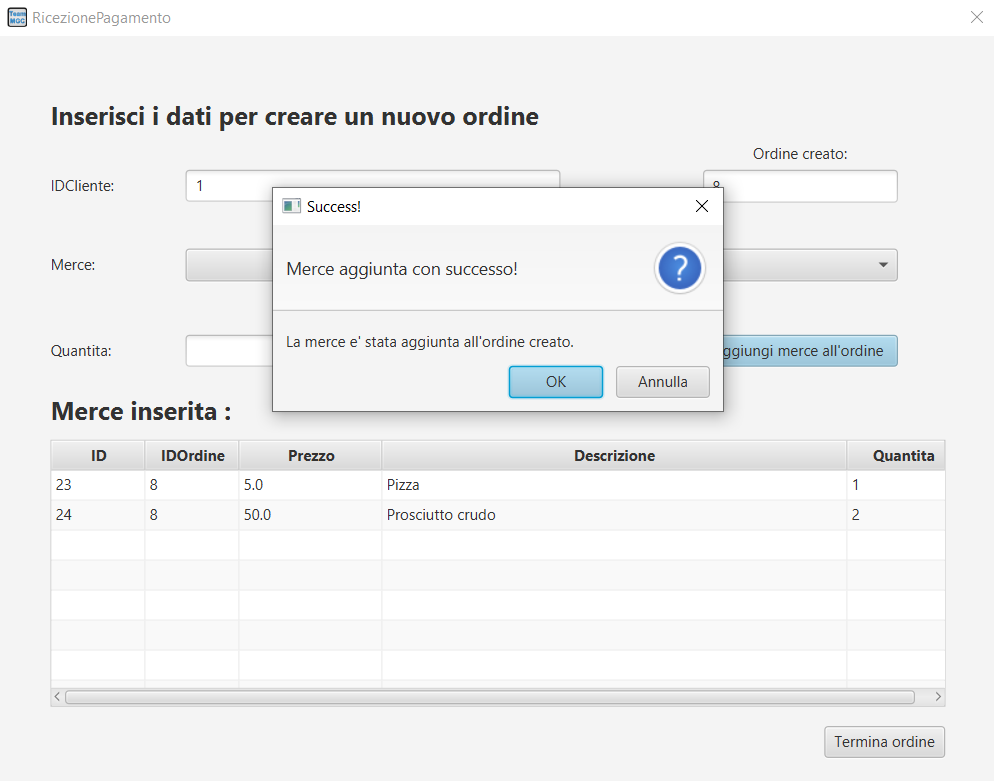 Team
MGC
RicezionePagamento
Inserisci i dati per creare un nuovo ordine
Ordine creato:
IDCliente:
1
8
Success!
Merce:
Merce aggiunta con successo!
?
Quantita:
La merce e' stata aggiunta all'ordine creato.
ggiungi merce all'ordine
OK
Annulla
Merce inserita :
ID IDOrdine Prezzo Descrizione Quantita
23 8 5.0 Pizza 1
24 8 50.0 Prosciutto crudo 2
Termina ordine